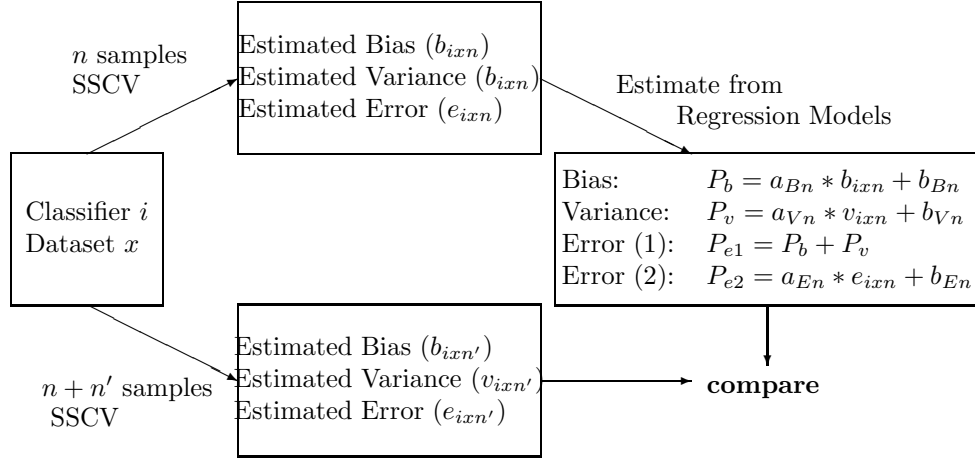 n samples
SSCV
Estimated Bias (b_{ixn})
Estimated Variance (b_{ixn})
Estimated Error (e_{ixn})
Estimate from
Regression Models
Classifier i
Dataset x
Bias: P_b = a_{Bn} * b_{ixn} + b_{Bn}
Variance: P_v = a_{Vn} * v_{ixn} + b_{Vn}
Error (1): P_{e1} = P_b + P_v
Error (2): P_{e2} = a_{En} * e_{ixn} + b_{En}
n + n′ samples
SSCV
Estimated Bias (b_{ixn′})
Estimated Variance (v_{ixn′})
Estimated Error (e_{ixn′})
compare